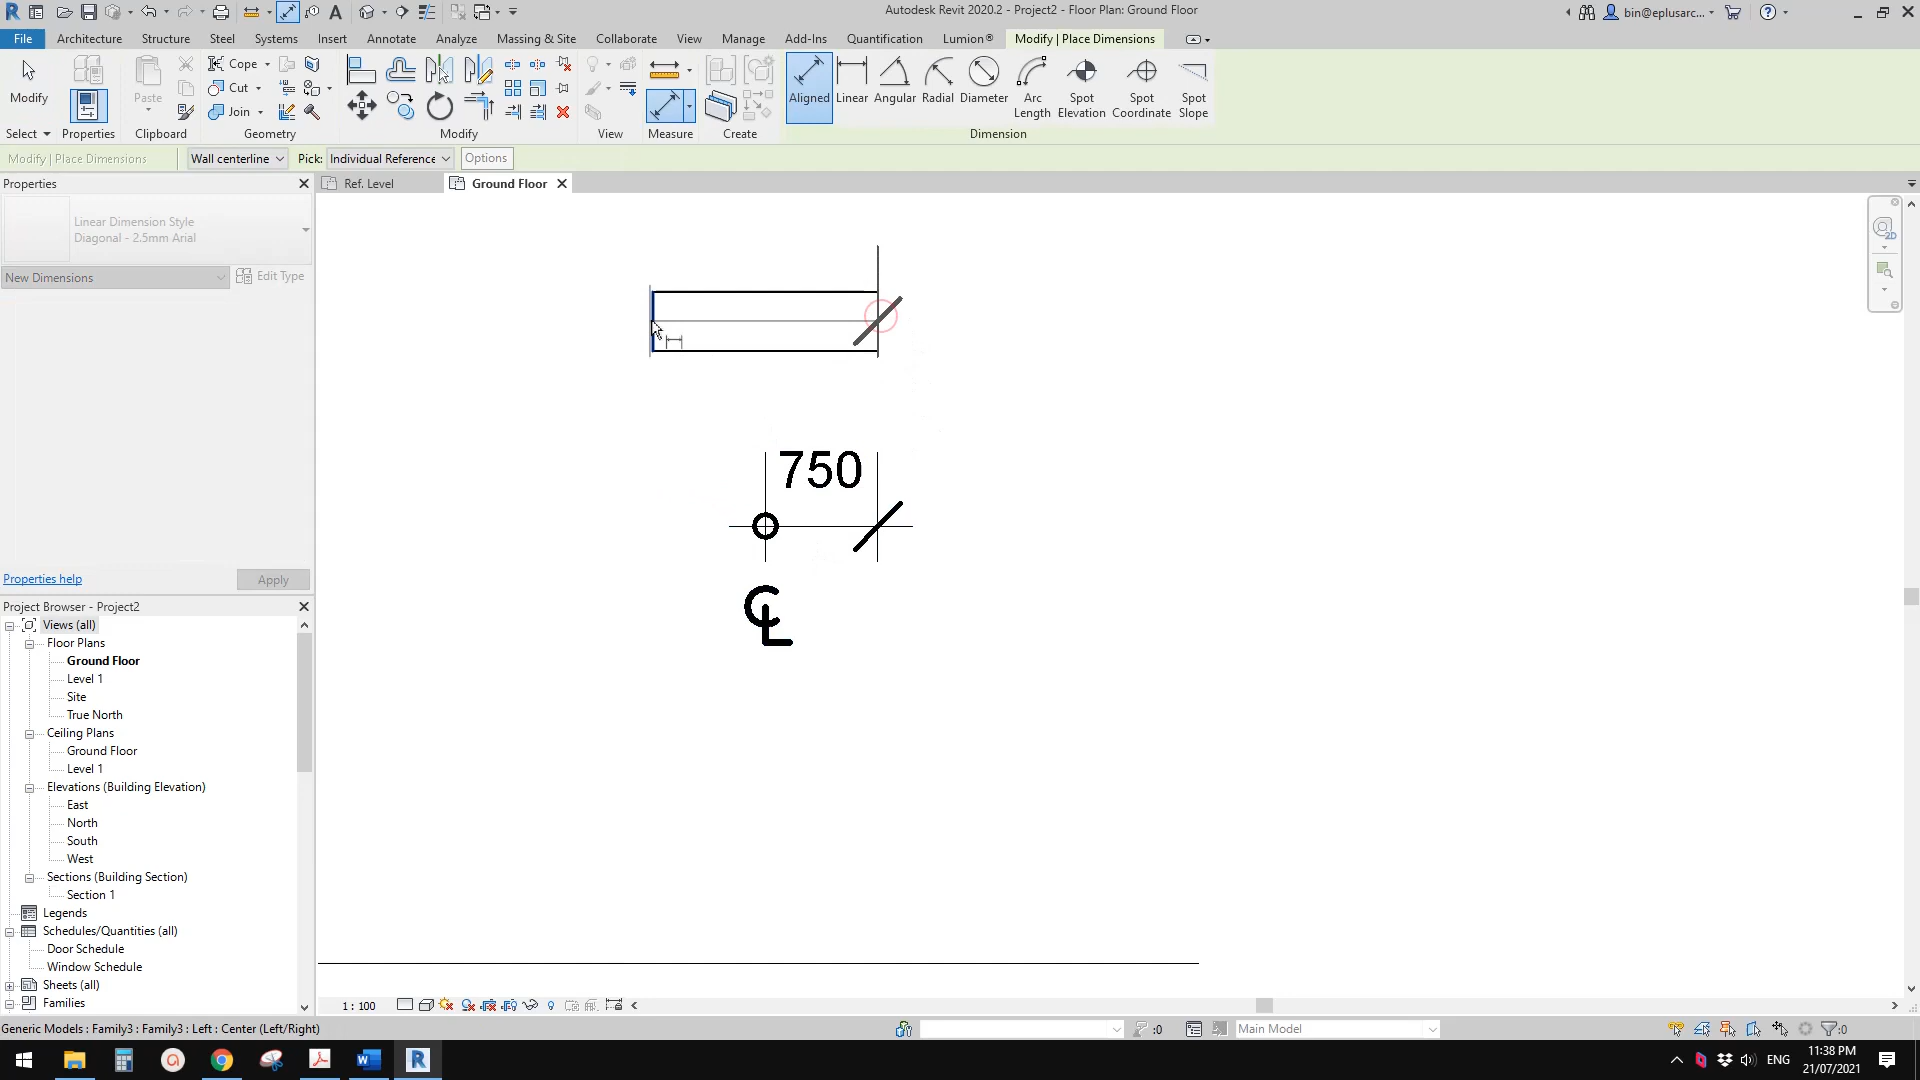 Autodesk Revit 2020.2 - Project2 - Floor Plan: Ground Floor
bin@eplusarc...
File Architecture Structure Steel Systems Insert Annotate Analyze Massing & Site Collaborate View Manage Add-Ins Quantification Lumion® Modify | Place Dimensions
Modify Paste Cope Cut Join Aligned Linear Angular Radial Diameter Arc Length Spot Elevation Spot Coordinate Spot Slope
Select Properties Clipboard Geometry Modify View Measure Create Dimension
Modify | Place Dimensions Wall centerline Pick: Individual Reference Options
Properties
Ref. Level Ground Floor
Linear Dimension Style
Diagonal - 2.5mm Arial
New Dimensions Edit Type
750
CL
Properties help Apply
Project Browser - Project2
Views (all)
Floor Plans
Ground Floor
Level 1
Site
True North
Ceiling Plans
Ground Floor
Level 1
Elevations (Building Elevation)
East
North
South
West
Sections (Building Section)
Section 1
Legends
Schedules/Quantities (all)
Door Schedule
Window Schedule
Sheets (all)
Families
1 : 100
Generic Models : Family3 : Family3 : Left : Center (Left/Right)
:0 Main Model :0
ENG
11:38 PM
21/07/2021